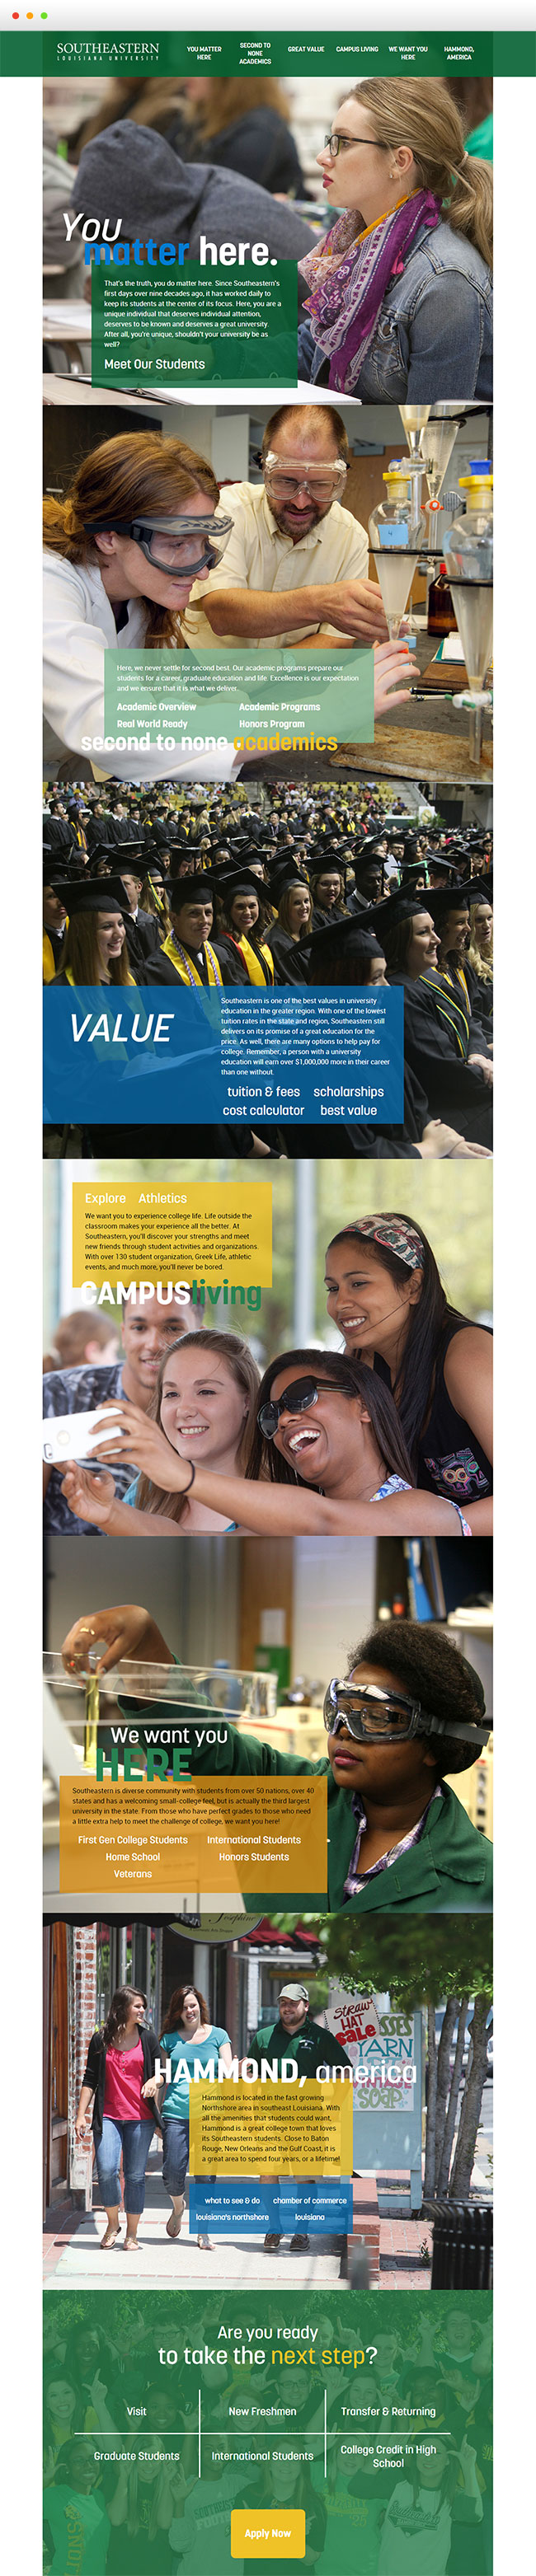 SOUTHEASTERN
LOUISIANA UNIVERSITY
YOU MATTER
HERE
SECOND TO
NONE
ACADEMICS
GREAT VALUE
CAMPUS LIVING
WE WANT YOU
HERE
HAMMOND,
AMERICA
You
matter here.
That's the truth, you do matter here. Since Southeastern's
first days over nine decades ago, it has worked daily to
keep its students at the center of its focus. Here, you are a
unique individual that deserves individual attention,
deserves to be known and deserves a great university.
After all, you're unique, shouldn't your university be as
well?
Meet Our Students
Here, we never settle for second best. Our academic programs prepare our
students for a career, graduate education and life. Excellence is our expectation
and we ensure that it is what we deliver.
Academic Overview Academic Programs
Real World Ready Honors Program
second to none academics
VALUE
Southeastern is one of the best values in university
education in the greater region. With one of the lowest
tuition rates in the state and region, Southeastern still
delivers on its promise of a great education for the
price. As well, there are many options to help pay for
college. Remember, a person with a university
education will earn over $1,000,000 more in their career
than one without.
tuition & fees scholarships
cost calculator best value
Explore Athletics
We want you to experience college life. Life outside the
classroom makes your experience all the better. At
Southeastern, you'll discover your strengths and meet
new friends through student activities and organizations.
With over 130 student organization, Greek Life, athletic
events, and much more, you'll never be bored.
CAMPUSliving
We want you
HERE
Southeastern is diverse community with students from over 50 nations, over 40
states and has a welcoming small-college feel, but is actually the third largest
university in the state. From those who have perfect grades to those who need
a little extra help to meet the challenge of college, we want you here!
First Gen College Students International Students
Home School Honors Students
Veterans
Josephine
STRAW
HAT
SALE
YARN
SOAP
HAMMOND, america
Hammond is located in the fast growing
Northshore area in southeast Louisiana. With
all the amenities that students could want,
Hammond is a great college town that loves
its Southeastern students. Close to Baton
Rouge, New Orleans and the Gulf Coast, it is
a great area to spend four years, or a lifetime!
what to see & do chamber of commerce
louisiana's northshore louisiana
Are you ready
to take the next step?
Visit New Freshmen Transfer & Returning
Graduate Students International Students College Credit in High
School
Apply Now